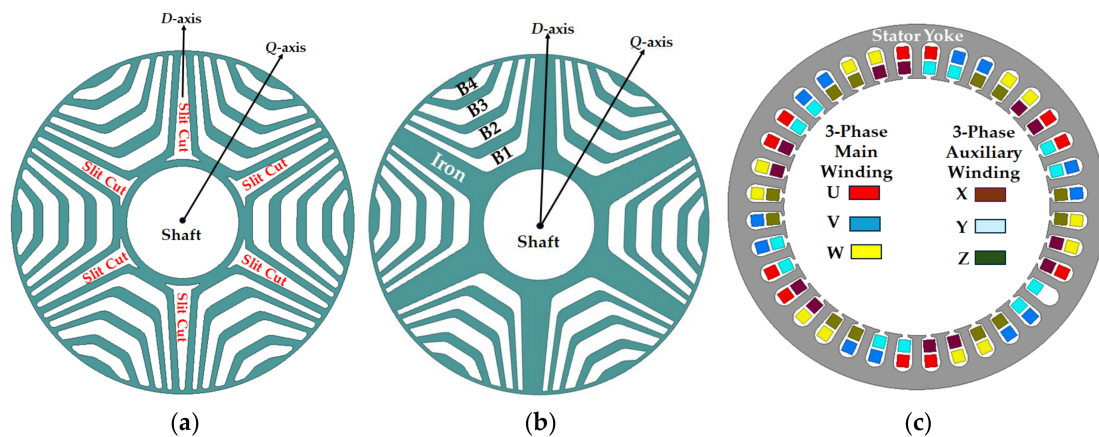 D-axis
Q-axis
Slit Cut
Slit Cut
Slit Cut
Shaft
Slit Cut
Slit Cut
Slit Cut
(a)
D-axis
Q-axis
B4
B3
B2
B1
Iron
Shaft
(b)
Stator Yoke
3-Phase
Main
Winding
U
V
W
3-Phase
Auxiliary
Winding
X
Y
Z
(c)